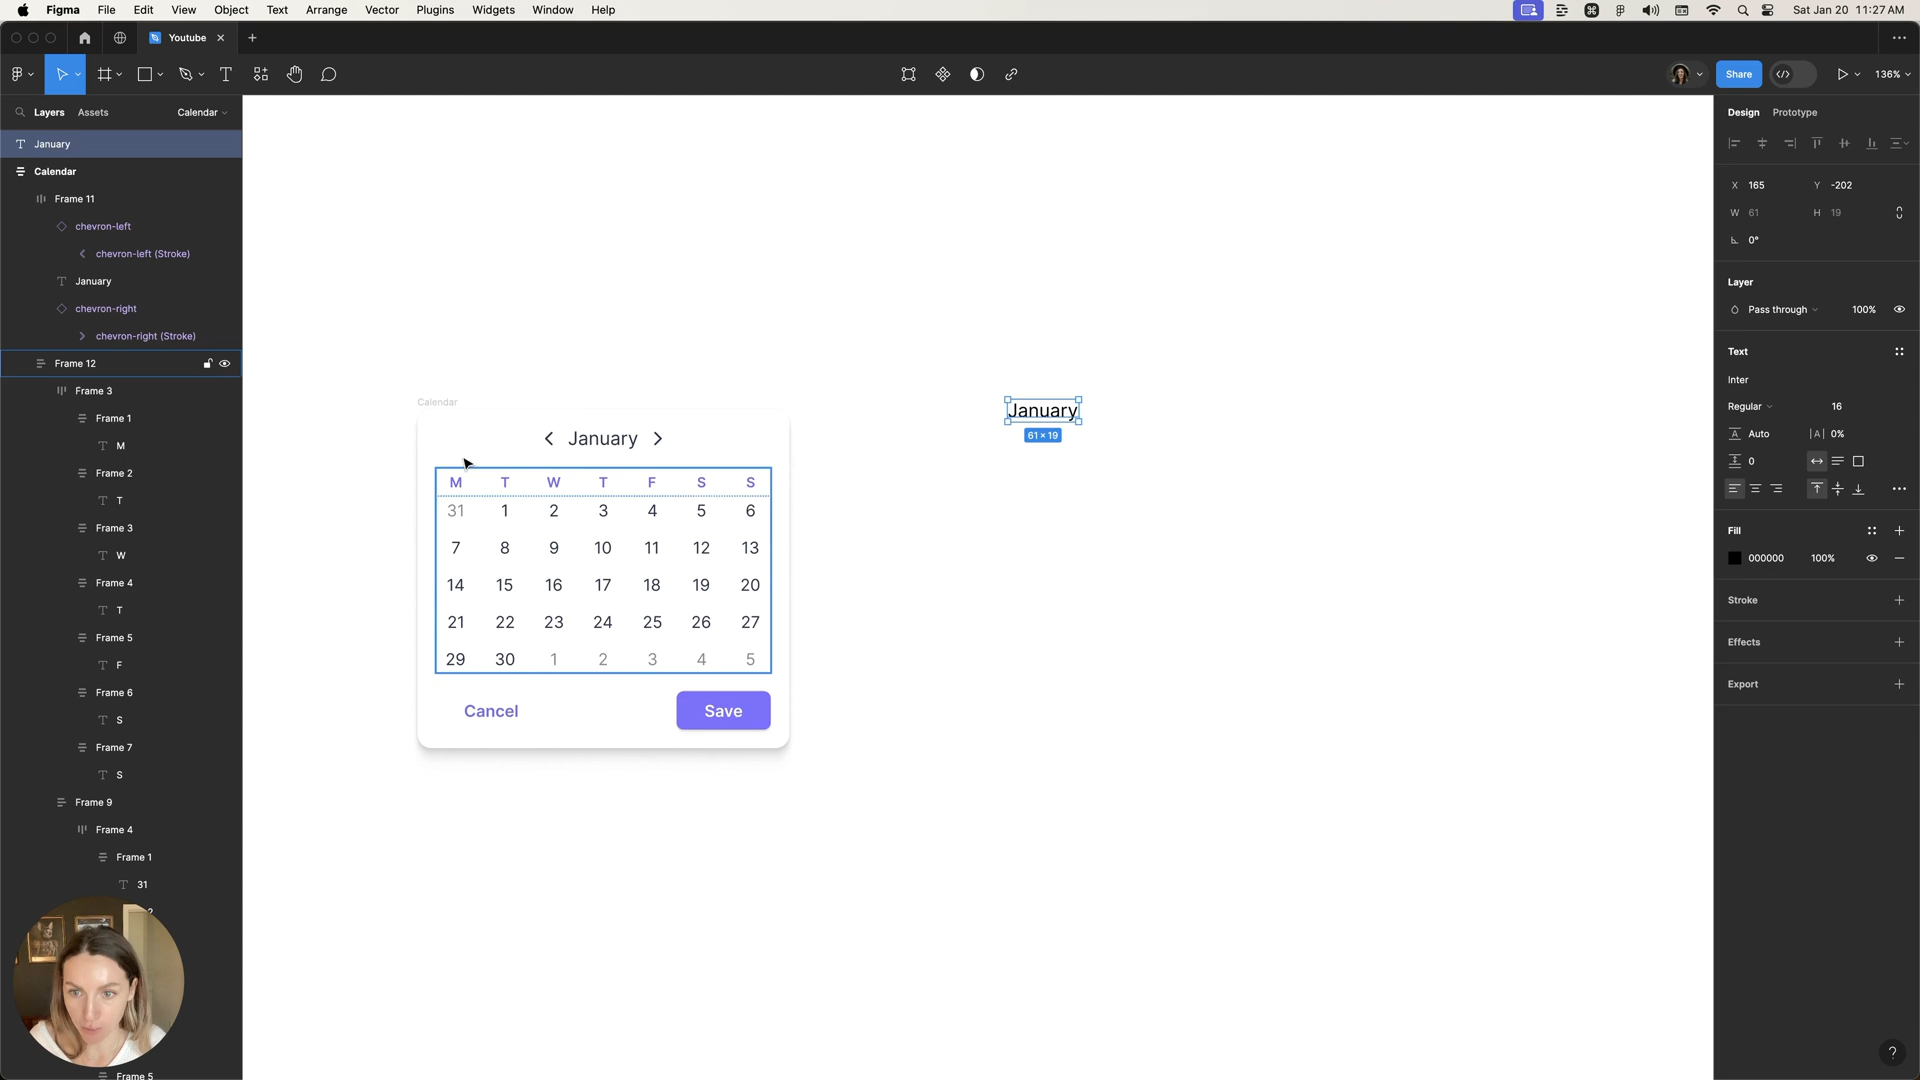 Figma File Edit View Object Text Arrange Vector Plugins Widgets Window Help Sat Jan 20 11:27 AM
Youtube
Share 136%
Layers Assets Calendar
January
Calendar
Frame 11
chevron-left
chevron-left (Stroke)
January
chevron-right
chevron-right (Stroke)
Frame 12
Frame 3
Frame 1
M
Frame 2
T
Frame 3
W
Frame 4
T
Frame 5
F
Frame 6
S
Frame 7
S
Frame 9
Frame 4
Frame 1
31
2
Frame 5
Calendar
January
M T W T F S S
31 1 2 3 4 5 6
7 8 9 10 11 12 13
14 15 16 17 18 19 20
21 22 23 24 25 26 27
29 30 1 2 3 4 5
Cancel Save
January
61 × 19
Design Prototype
X 165 Y -202
W 61 H 19
0°
Layer
Pass through 100%
Text
Inter
Regular 16
Auto |A| 0%
0
Fill
000000 100%
Stroke
Effects
Export
?